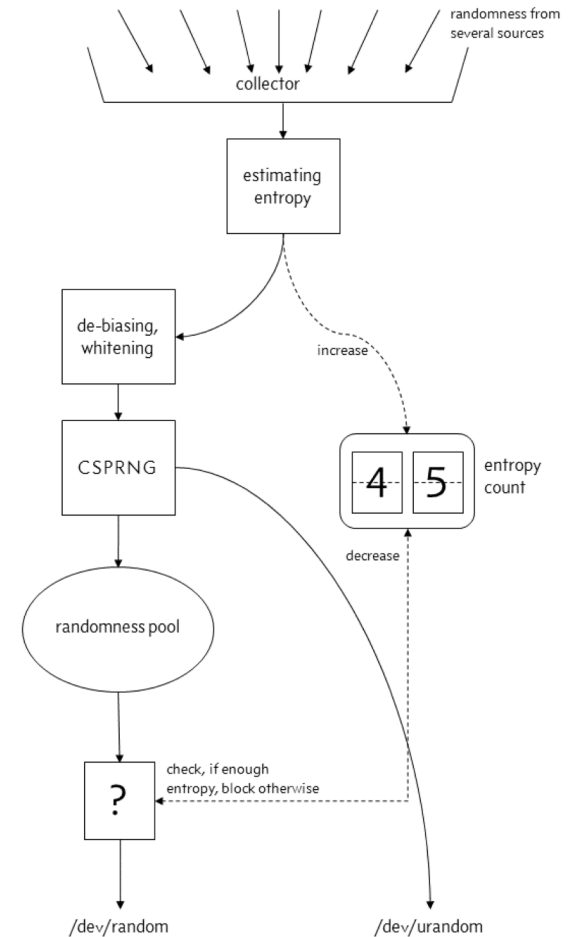 randomness from
several sources
collector
estimating
entropy
de-biasing,
whitening
increase
CSPRNG
4 5
entropy
count
decrease
randomness pool
check, if enough
entropy, block otherwise
?
/dev/random
/dev/urandom